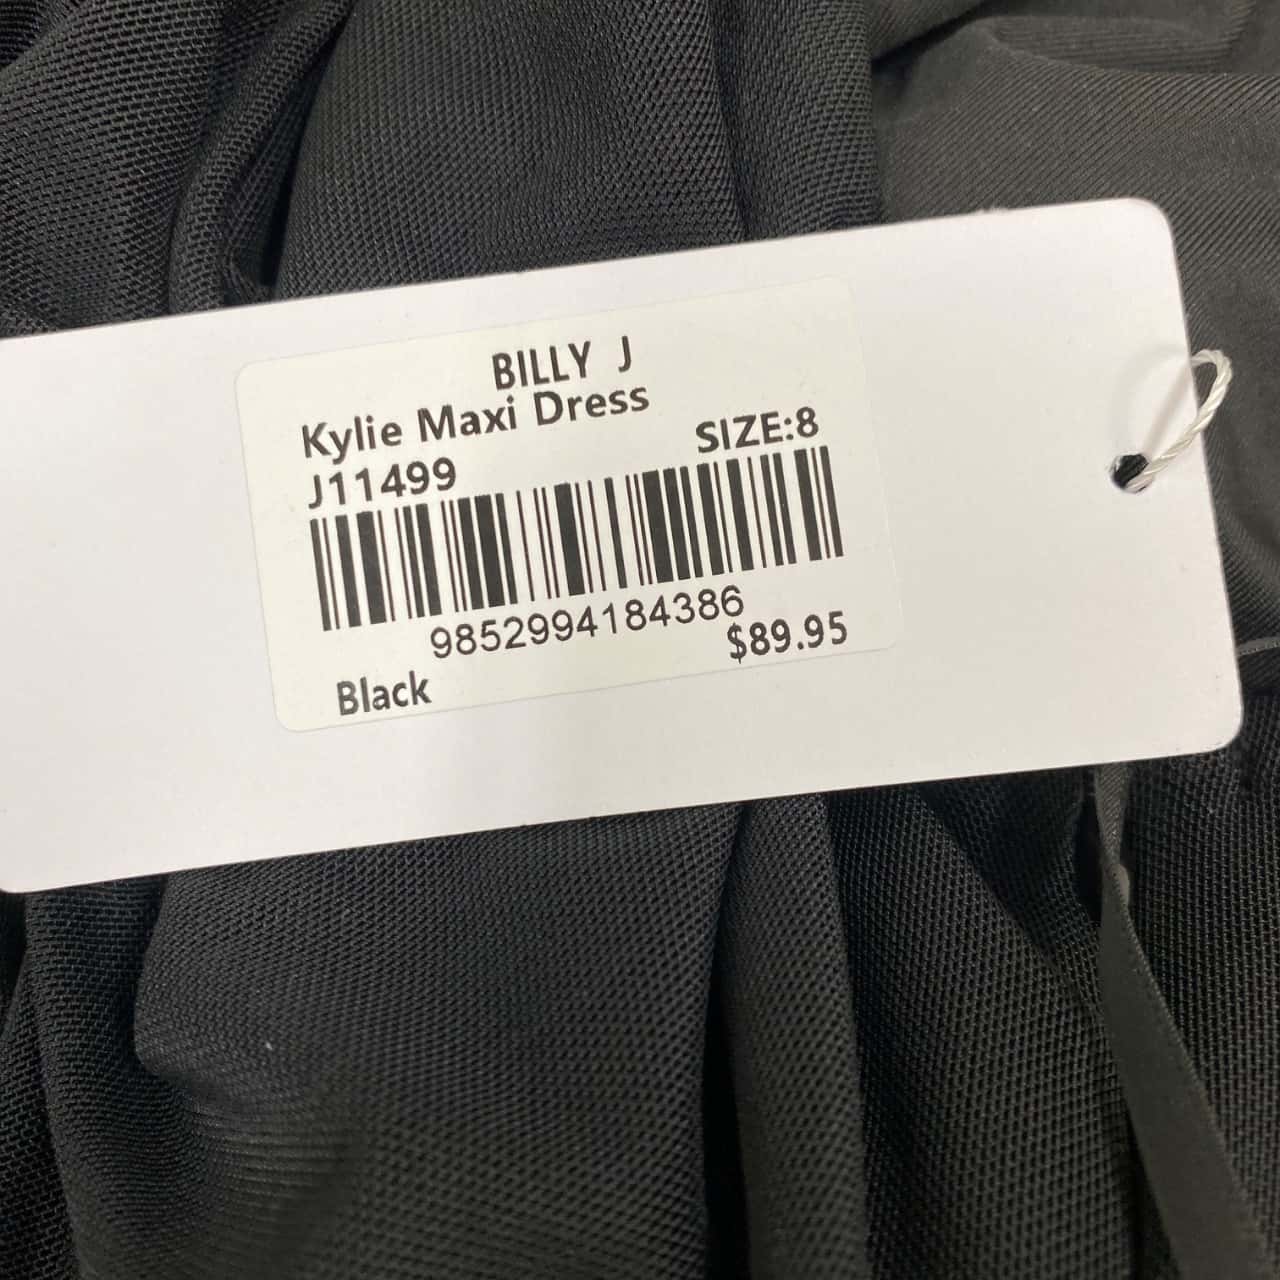 BILLY J
Kylie Maxi Dress
SIZE:8
J11499
9852994184386
$89.95
Black